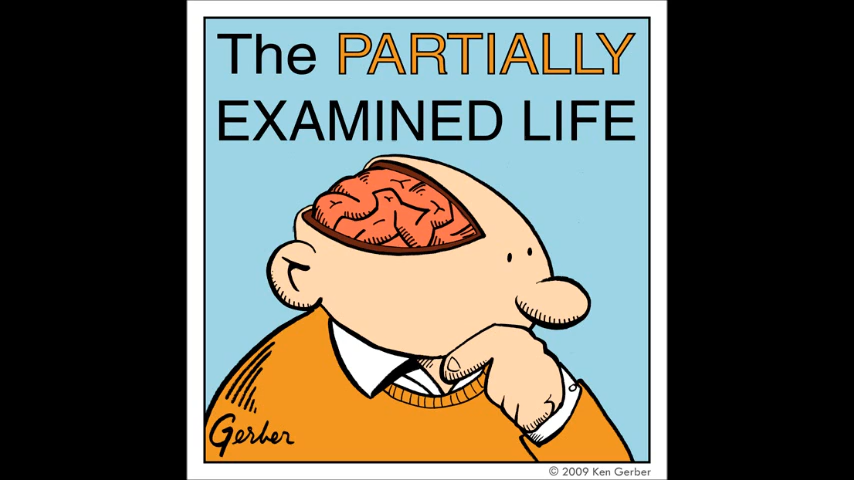 The PARTIALLY
EXAMINED LIFE
Gerber
© 2009 Ken Gerber